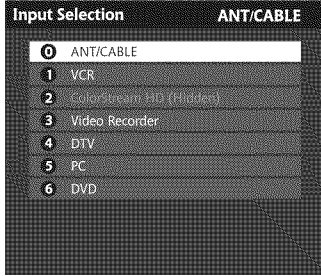 Input Selection ANT/CABLE
0 ANT/CABLE
1 VCR
2 ColorStream HD (Hidden)
3 Video Recorder
4 DTV
5 PC
6 DVD